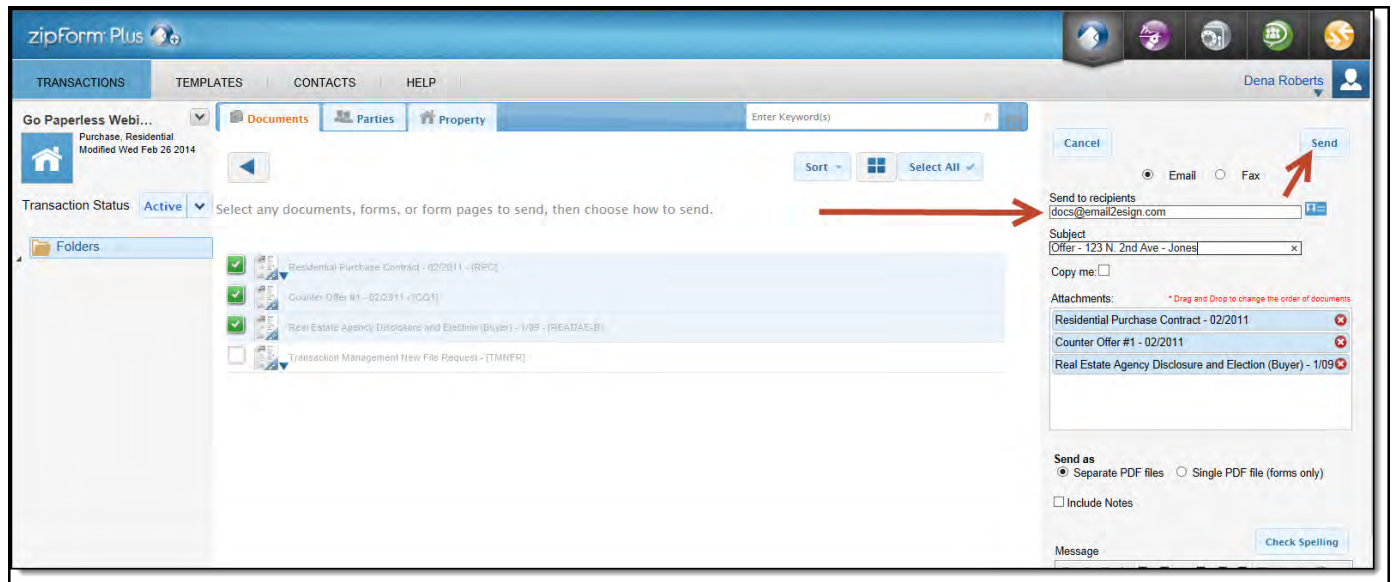 zipForm Plus
TRANSACTIONS TEMPLATES CONTACTS HELP
Dena Roberts
Go Paperless Webi...
Purchase, Residential
Modified Wed Feb 26 2014
Transaction Status Active
Folders
Documents Parties Property
Enter Keyword(s)
Sort Select All
Select any documents, forms, or form pages to send, then choose how to send.
Residential Purchase Contract - 02/2011 - [RPC]
Counter Offer #1 - 02/2011 - [CO1]
Real Estate Agency Disclosure and Election (Buyer) - 1/09 - [READAE-B]
Transaction Management New File Request - [TMNFR]
Cancel Send
Email Fax
Send to recipients
docs@email2esign.com
Subject
Offer - 123 N. 2nd Ave - Jones
Copy me:
Attachments: * Drag and Drop to change the order of documents
Residential Purchase Contract - 02/2011
Counter Offer #1 - 02/2011
Real Estate Agency Disclosure and Election (Buyer) - 1/09
Send as
Separate PDF files Single PDF file (forms only)
Include Notes
Check Spelling
Message